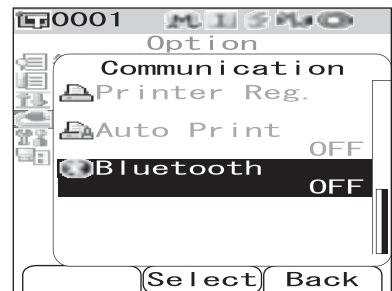 0001
Option
Communication
Printer Reg.
Auto Print
OFF
Bluetooth
OFF
Select Back